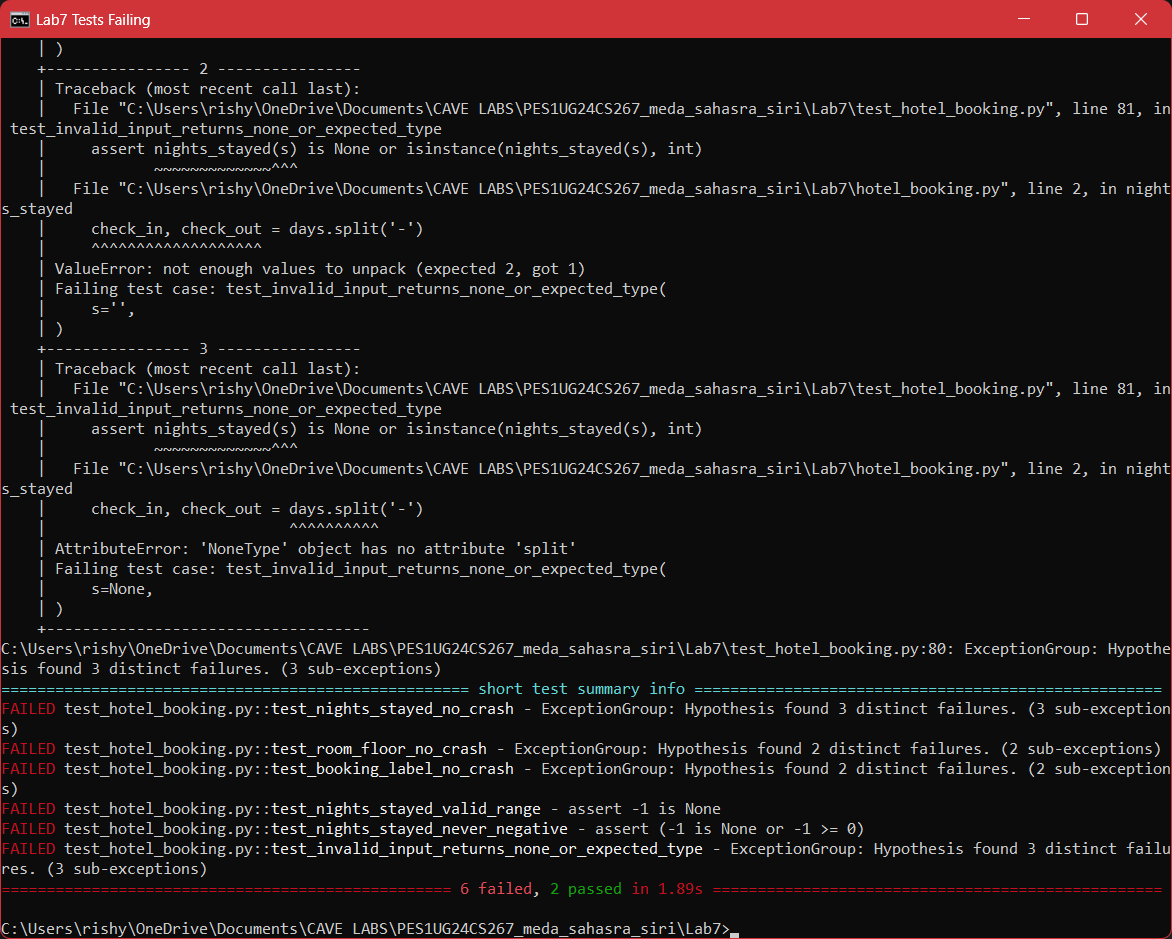 Lab7 Tests Failing
    | )
    +---------------- 2 ----------------
    | Traceback (most recent call last):
    |   File "C:\Users\rishy\OneDrive\Documents\CAVE LABS\PES1UG24CS267_meda_sahasra_siri\Lab7\test_hotel_booking.py", line 81, in
 test_invalid_input_returns_none_or_expected_type
    |     assert nights_stayed(s) is None or isinstance(nights_stayed(s), int)
    |            ~~~~~~~~~~~~~^^^
    |   File "C:\Users\rishy\OneDrive\Documents\CAVE LABS\PES1UG24CS267_meda_sahasra_siri\Lab7\hotel_booking.py", line 2, in night
s_stayed
    |     check_in, check_out = days.split('-')
    |     ^^^^^^^^^^^^^^^^^^^
    | ValueError: not enough values to unpack (expected 2, got 1)
    | Failing test case: test_invalid_input_returns_none_or_expected_type(
    |     s='',
    | )
    +---------------- 3 ----------------
    | Traceback (most recent call last):
    |   File "C:\Users\rishy\OneDrive\Documents\CAVE LABS\PES1UG24CS267_meda_sahasra_siri\Lab7\test_hotel_booking.py", line 81, in
 test_invalid_input_returns_none_or_expected_type
    |     assert nights_stayed(s) is None or isinstance(nights_stayed(s), int)
    |            ~~~~~~~~~~~~~^^^
    |   File "C:\Users\rishy\OneDrive\Documents\CAVE LABS\PES1UG24CS267_meda_sahasra_siri\Lab7\hotel_booking.py", line 2, in night
s_stayed
    |     check_in, check_out = days.split('-')
    |                           ^^^^^^^^^^
    | AttributeError: 'NoneType' object has no attribute 'split'
    | Failing test case: test_invalid_input_returns_none_or_expected_type(
    |     s=None,
    | )
    +------------------------------------
C:\Users\rishy\OneDrive\Documents\CAVE LABS\PES1UG24CS267_meda_sahasra_siri\Lab7\test_hotel_booking.py:80: ExceptionGroup: Hypothe
sis found 3 distinct failures. (3 sub-exceptions)
==================================================== short test summary info ====================================================
FAILED test_hotel_booking.py::test_nights_stayed_no_crash - ExceptionGroup: Hypothesis found 3 distinct failures. (3 sub-exception
s)
FAILED test_hotel_booking.py::test_room_floor_no_crash - ExceptionGroup: Hypothesis found 2 distinct failures. (2 sub-exceptions)
FAILED test_hotel_booking.py::test_booking_label_no_crash - ExceptionGroup: Hypothesis found 2 distinct failures. (2 sub-exception
s)
FAILED test_hotel_booking.py::test_nights_stayed_valid_range - assert -1 is None
FAILED test_hotel_booking.py::test_nights_stayed_never_negative - assert (-1 is None or -1 >= 0)
FAILED test_hotel_booking.py::test_invalid_input_returns_none_or_expected_type - ExceptionGroup: Hypothesis found 3 distinct failu
res. (3 sub-exceptions)
================================================== 6 failed, 2 passed in 1.89s ==================================================
C:\Users\rishy\OneDrive\Documents\CAVE LABS\PES1UG24CS267_meda_sahasra_siri\Lab7>